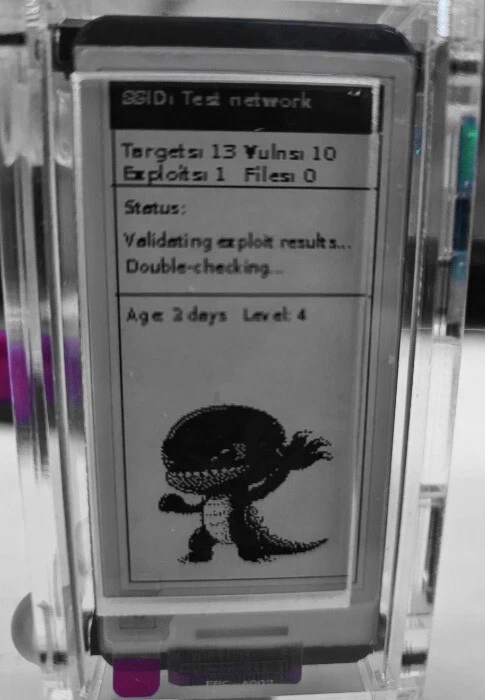 SSID: Test network
Targets: 13 Vulns: 10
Exploits: 1 Files: 0
Status:
Validating exploit results...
Double-checking...
Age: 2 days Level: 4